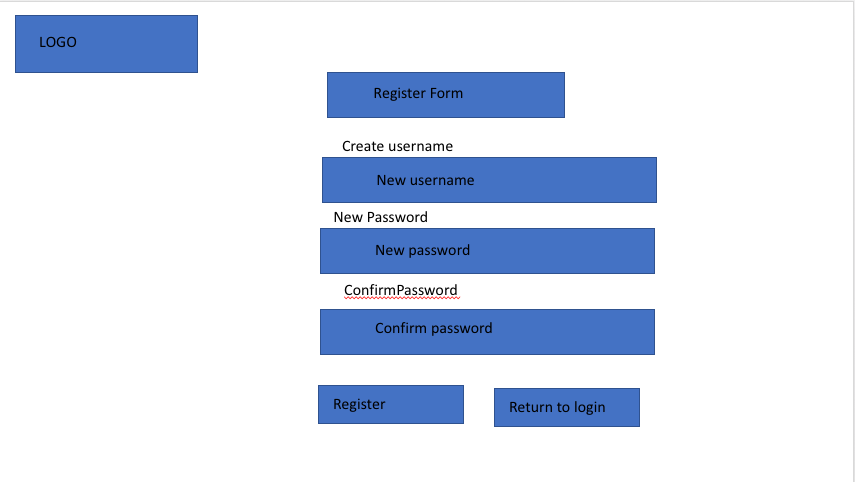 LOGO
Register Form
Create username
New username
New Password
New password
ConfirmPassword
Confirm password
Register
Return to login